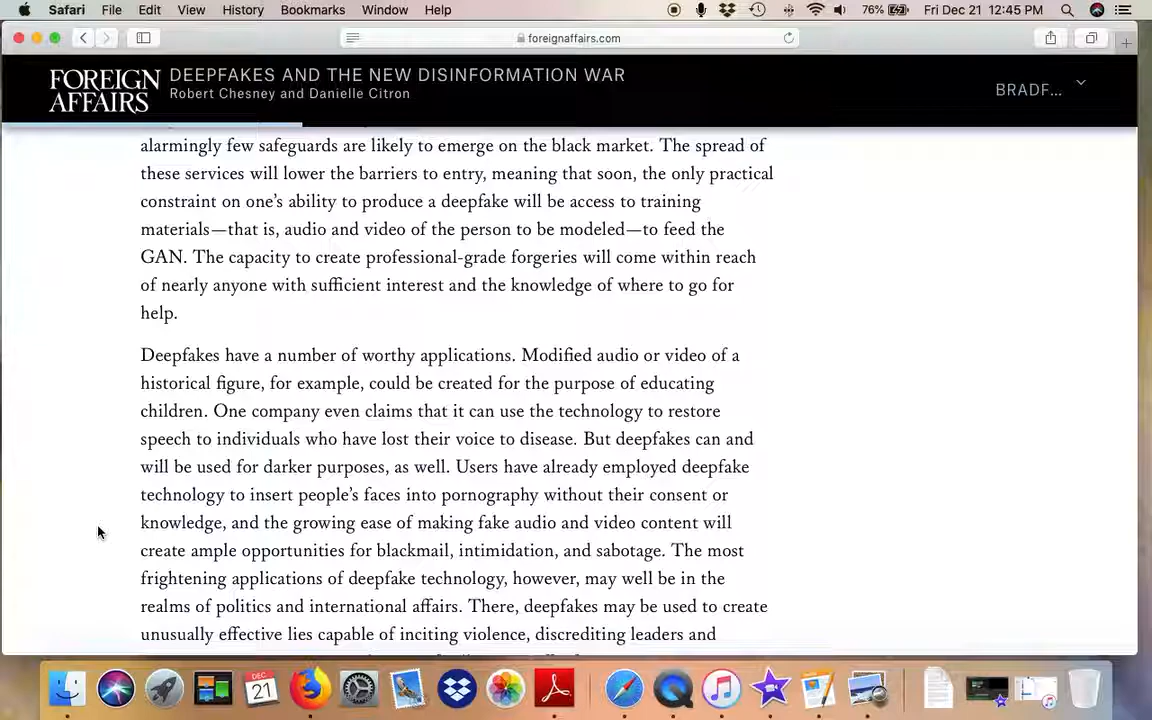 Safari File Edit View History Bookmarks Window Help 76% Fri Dec 21 12:45 PM
foreignaffairs.com
FOREIGN AFFAIRS
DEEPFAKES AND THE NEW DISINFORMATION WAR
Robert Chesney and Danielle Citron
BRADF...
alarmingly few safeguards are likely to emerge on the black market. The spread of
these services will lower the barriers to entry, meaning that soon, the only practical
constraint on one’s ability to produce a deepfake will be access to training
materials—that is, audio and video of the person to be modeled—to feed the
GAN. The capacity to create professional-grade forgeries will come within reach
of nearly anyone with sufficient interest and the knowledge of where to go for
help.
Deepfakes have a number of worthy applications. Modified audio or video of a
historical figure, for example, could be created for the purpose of educating
children. One company even claims that it can use the technology to restore
speech to individuals who have lost their voice to disease. But deepfakes can and
will be used for darker purposes, as well. Users have already employed deepfake
technology to insert people’s faces into pornography without their consent or
knowledge, and the growing ease of making fake audio and video content will
create ample opportunities for blackmail, intimidation, and sabotage. The most
frightening applications of deepfake technology, however, may well be in the
realms of politics and international affairs. There, deepfakes may be used to create
unusually effective lies capable of inciting violence, discrediting leaders and
DEC
21